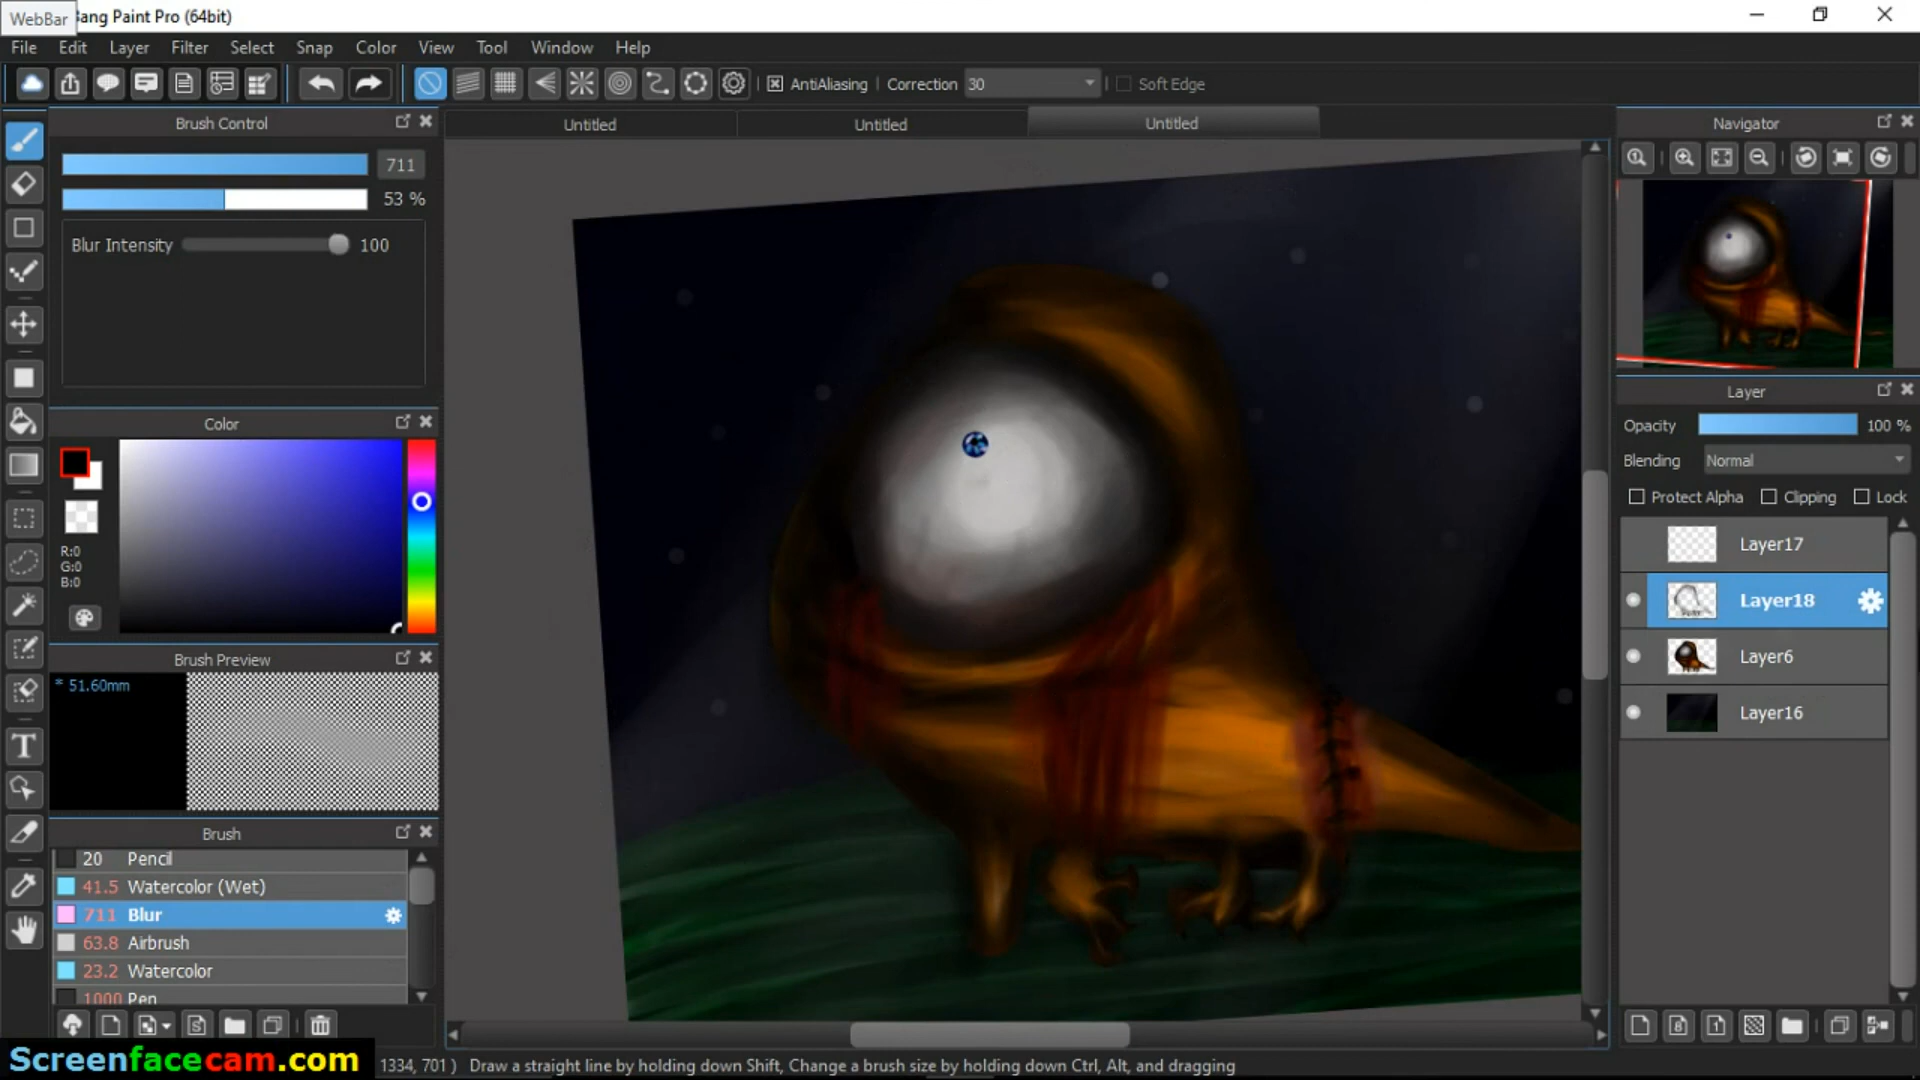 WebBar
ang Paint Pro (64bit)
File Edit Layer Filter Select Snap Color View Tool Window Help
AntiAliasing Correction 30 Soft Edge
Brush Control
711
53 %
Blur Intensity 100
Untitled Untitled Untitled
Navigator
Color
R:0
G:0
B:0
Layer
Opacity 100 %
Blending Normal
Protect Alpha Clipping Lock
Layer17
Layer18
Layer6
Layer16
Brush Preview
* 51.60mm
Brush
20 Pencil
41.5 Watercolor (Wet)
711 Blur
63.8 Airbrush
23.2 Watercolor
1000 Pen
Screenfacecam.com
1334, 701 ) Draw a straight line by holding down Shift, Change a brush size by holding down Ctrl, Alt, and dragging